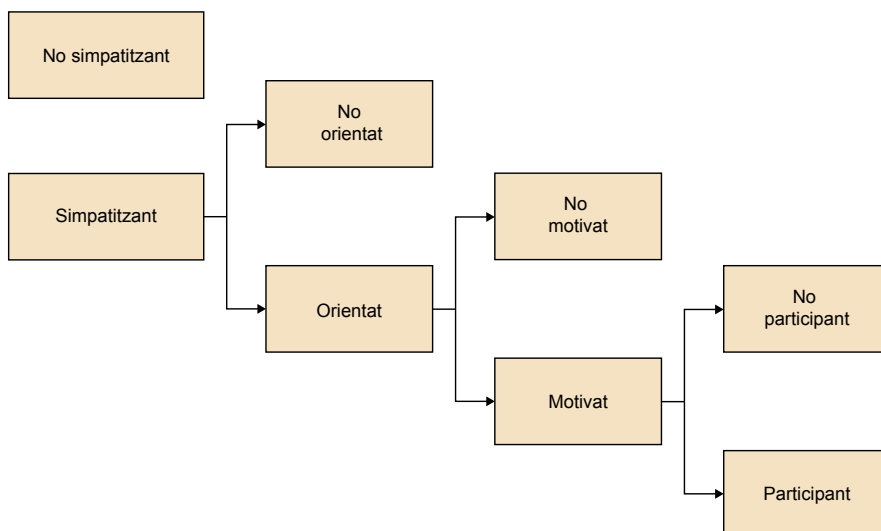 No simpatitzant
No
orientat
Simpatitzant
No
motivat
Orientat
No
participant
Motivat
Participant